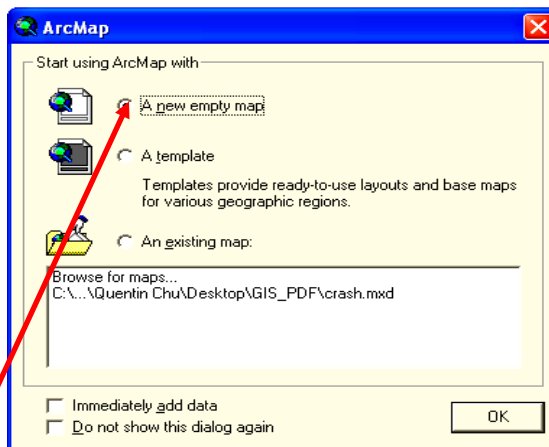 ArcMap
Start using ArcMap with
A new empty map
A template
Templates provide ready-to-use layouts and base maps
for various geographic regions.
An existing map:
Browse for maps...
C:\...\Quentin Chu\Desktop\GIS_PDF\crash.mxd
Immediately add data
Do not show this dialog again
OK